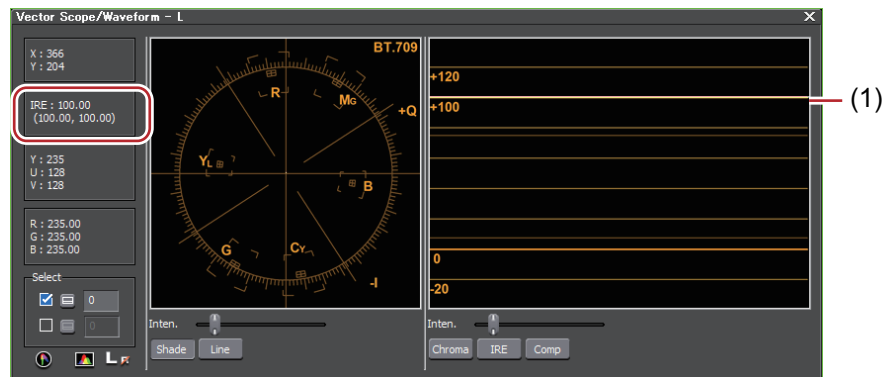 Vector Scope/Waveform - L
X
X : 366
Y : 204
IRE : 100.00
(100.00, 100.00)
Y : 235
U : 128
V : 128
R : 235.00
G : 235.00
B : 235.00
Select
0
0
L R
BT.709
R
MG
+Q
YL
B
G
CY
-I
Inten.
Shade Line
+120
+100
0
-20
Inten.
Chroma IRE Comp
(1)